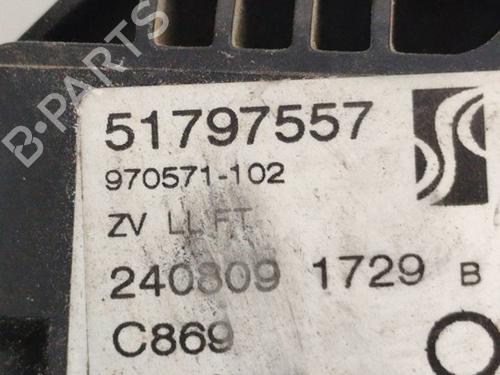 B-PARTS
51797557
970571-102
ZV LL FT
240809 1729 B
C869